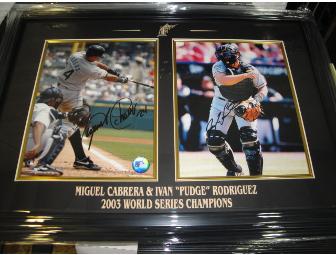 MIGUEL CABRERA & IVAN "PUDGE" RODRIGUEZ
2003 WORLD SERIES CHAMPIONS